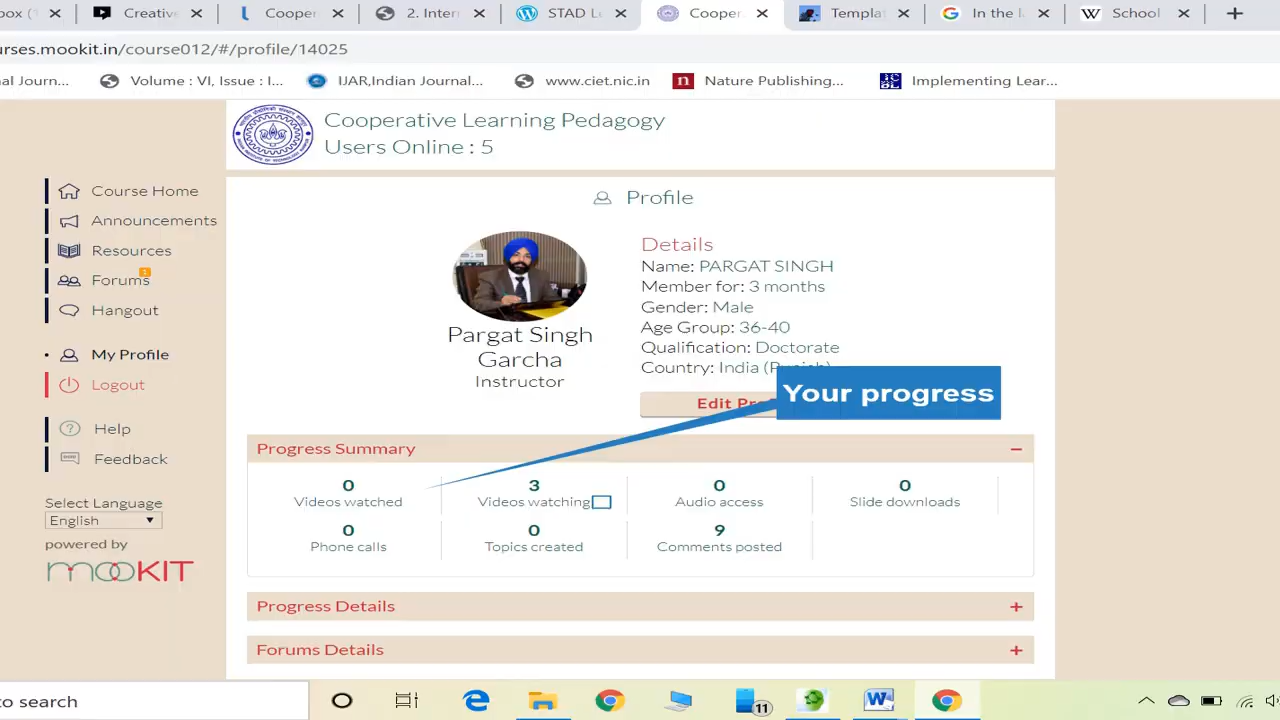 Creative
Cooper
2. Inter
STAD L
Cooper
Templat
In the l
School
urses.mookit.in/course012/#/profile/14025
al Journ...
Volume : VI, Issue : I...
IJAR,Indian Journal...
www.ciet.nic.in
n
Nature Publishing...
Implementing Lear...
Cooperative Learning Pedagogy
Users Online : 5
Course Home
Announcements
Resources
1
Forums
Hangout
My Profile
Logout
Help
Feedback
Select Language
English
powered by
mooKIT
Profile
Pargat Singh
Garcha
Instructor
Details
Name: PARGAT SINGH
Member for: 3 months
Gender: Male
Age Group: 36-40
Qualification: Doctorate
Country: India (Punjab)
Edit Pro
Your progress
Progress Summary
0
Videos watched
3
Videos watching
0
Audio access
0
Slide downloads
0
Phone calls
0
Topics created
9
Comments posted
Progress Details
Forums Details
to search
11